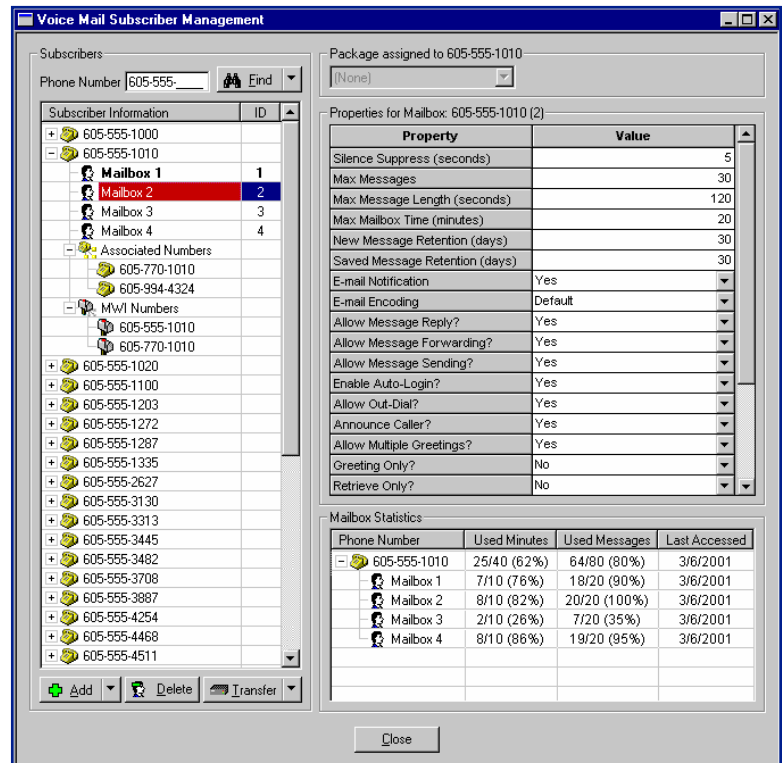 Voice Mail Subscriber Management
Subscribers
Phone Number 605-555-____ Find
Subscriber Information ID
605-555-1000
605-555-1010
Mailbox 1 1
Mailbox 2 2
Mailbox 3 3
Mailbox 4 4
Associated Numbers
605-770-1010
605-994-4324
MWI Numbers
605-555-1010
605-770-1010
605-555-1020
605-555-1100
605-555-1203
605-555-1272
605-555-1287
605-555-1335
605-555-2627
605-555-3130
605-555-3313
605-555-3445
605-555-3482
605-555-3708
605-555-3887
605-555-4254
605-555-4468
605-555-4511
Add Delete Transfer
Package assigned to 605-555-1010
(None)
Properties for Mailbox: 605-555-1010 (2)
Property Value
Silence Suppress (seconds) 5
Max Messages 30
Max Message Length (seconds) 120
Max Mailbox Time (minutes) 20
New Message Retention (days) 30
Saved Message Retention (days) 30
E-mail Notification Yes
E-mail Encoding Default
Allow Message Reply? Yes
Allow Message Forwarding? Yes
Allow Message Sending? Yes
Enable Auto-Login? Yes
Allow Out-Dial? Yes
Announce Caller? Yes
Allow Multiple Greetings? Yes
Greeting Only? No
Retrieve Only? No
Mailbox Statistics
Phone Number Used Minutes Used Messages Last Accessed
605-555-1010 25/40 (62%) 64/80 (80%) 3/6/2001
Mailbox 1 7/10 (76%) 18/20 (90%) 3/6/2001
Mailbox 2 8/10 (82%) 20/20 (100%) 3/6/2001
Mailbox 3 2/10 (26%) 7/20 (35%) 3/6/2001
Mailbox 4 8/10 (86%) 19/20 (95%) 3/6/2001
Close